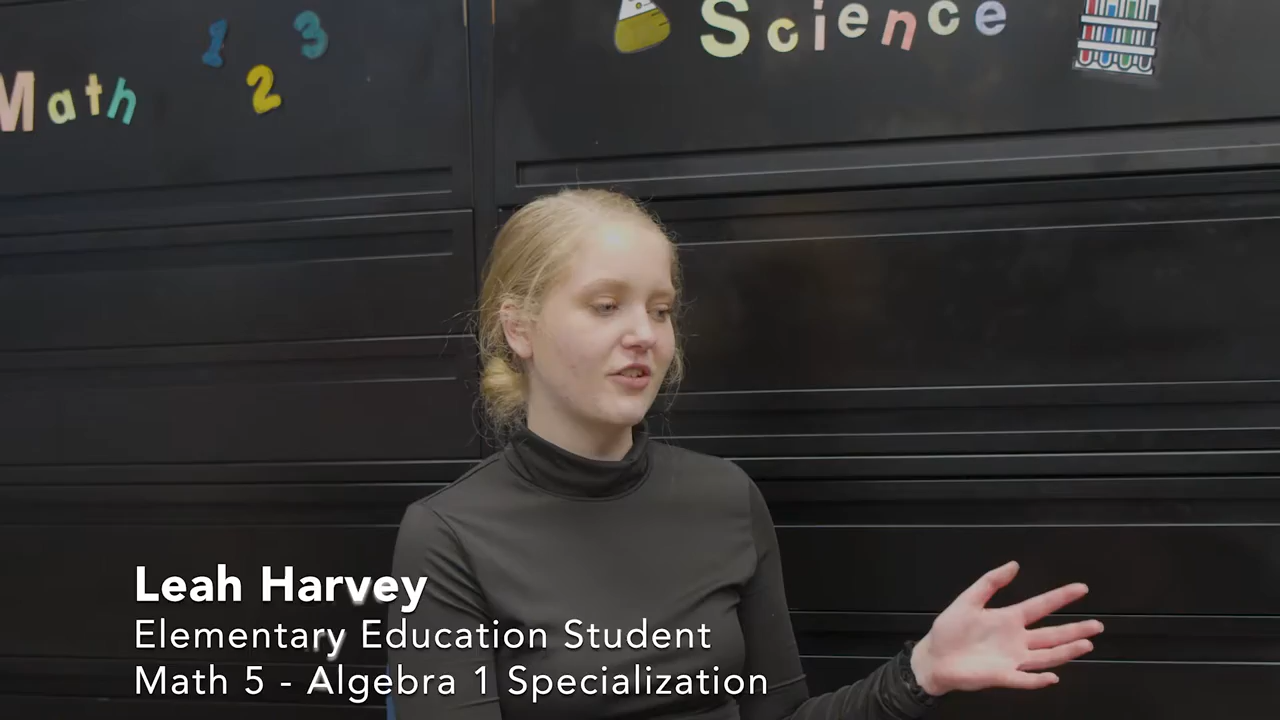 Math 1 2 3
Science
Leah Harvey
Elementary Education Student
Math 5 - Algebra 1 Specialization